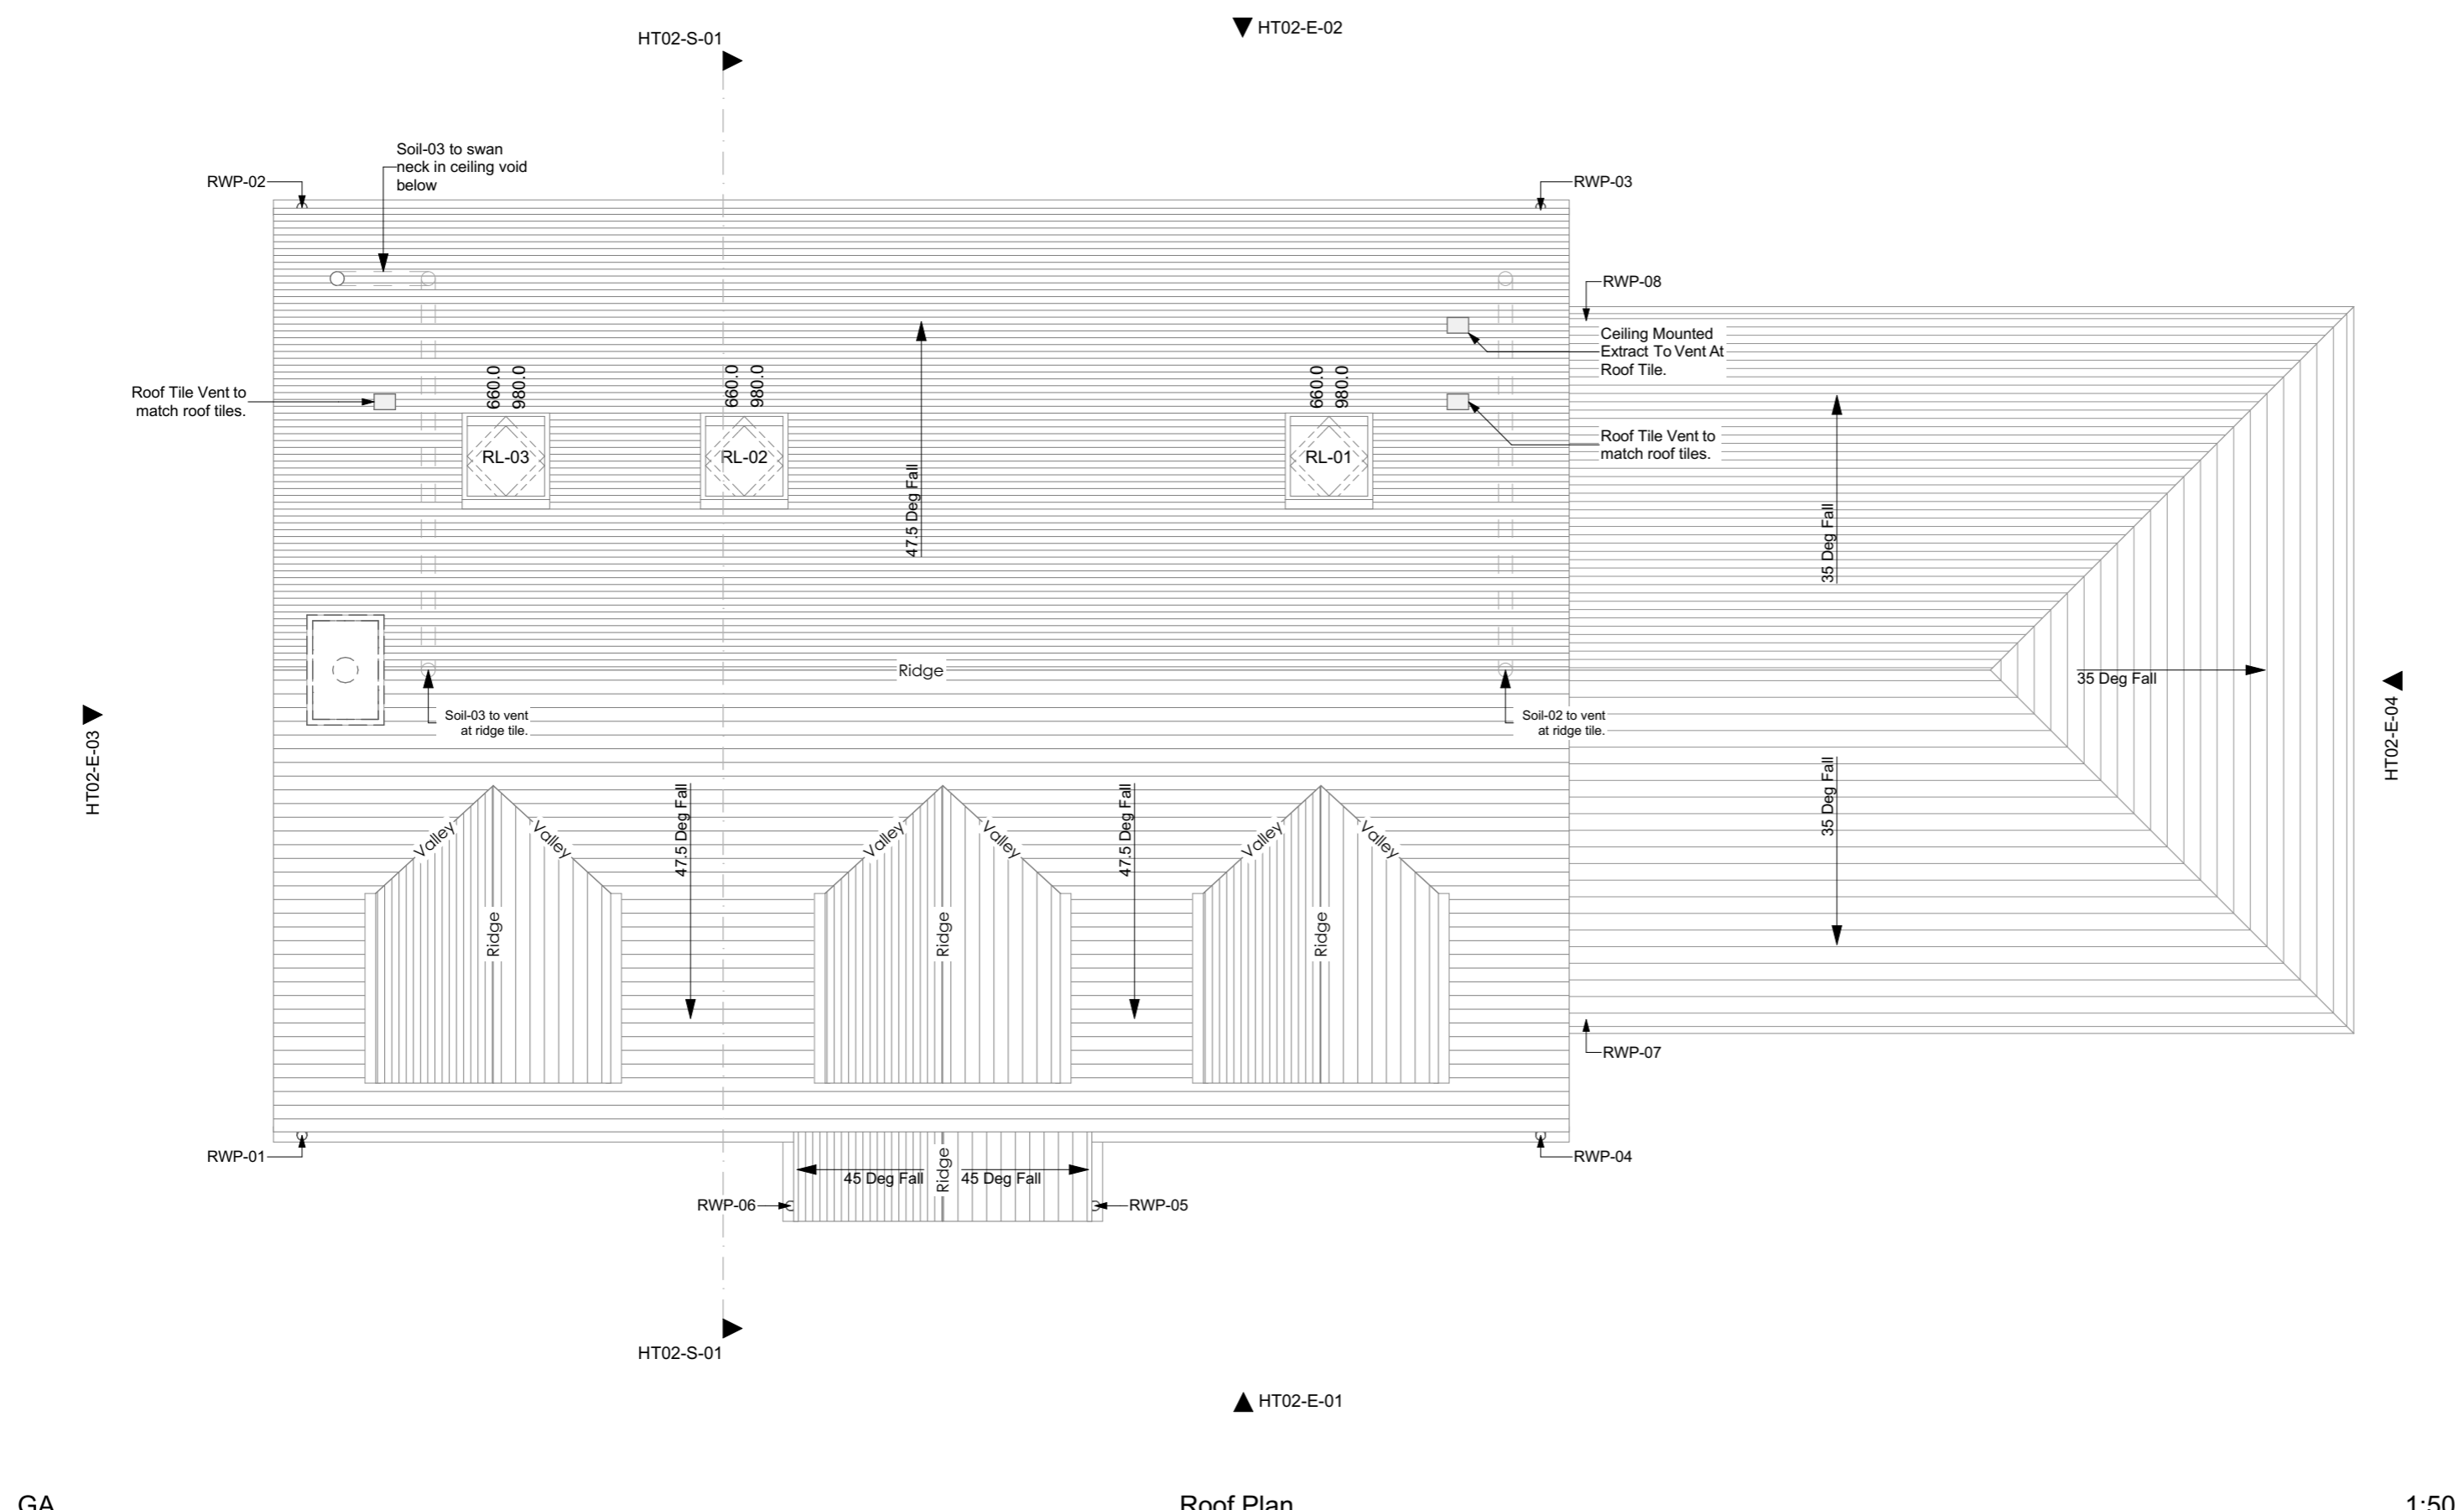 HT02-E-02
HT02-S-01
Soil-03 to swan
neck in ceiling void
below
RWP-02
RWP-03
RWP-08
Ceiling Mounted
Extract To Vent At
Roof Tile.
Roof Tile Vent to
match roof tiles.
660.0
980.0
660.0
980.0
660.0
980.0
Roof Tile Vent to
match roof tiles.
RL-03
RL-02
RL-01
47.5 Deg Fall
35 Deg Fall
Ridge
35 Deg Fall
HT02-E-03
HT02-E-04
Soil-03 to vent
at ridge tile.
Soil-02 to vent
at ridge tile.
47.5 Deg Fall
47.5 Deg Fall
35 Deg Fall
Valley
Valley
Valley
Valley
Valley
Valley
Ridge
Ridge
Ridge
RWP-07
RWP-01
RWP-04
45 Deg Fall
Ridge
45 Deg Fall
RWP-06
RWP-05
HT02-S-01
HT02-E-01
GA
Roof Plan
1:50